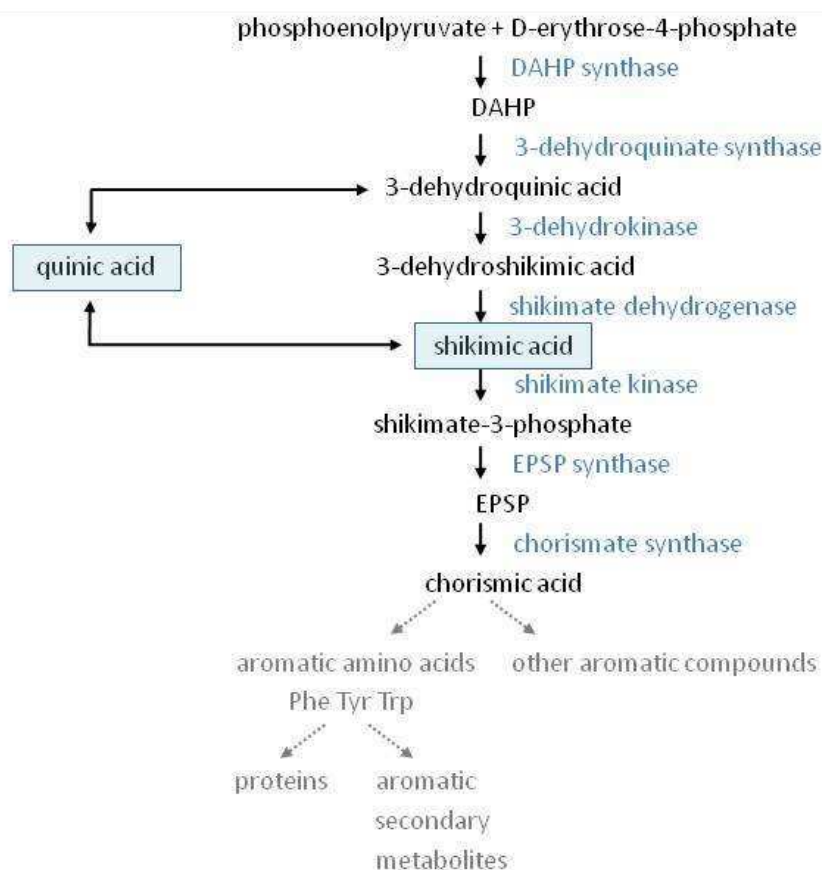 phosphoenolpyruvate + D-erythrose-4-phosphate
DAHP synthase
DAHP
3-dehydroquinate synthase
3-dehydroquinic acid
3-dehydrokinase
quinic acid
3-dehydroshikimic acid
shikimate dehydrogenase
shikimic acid
shikimate kinase
shikimate-3-phosphate
EPSP synthase
EPSP
chorismate synthase
chorismic acid
aromatic amino acids
Phe Tyr Trp
other aromatic compounds
proteins
aromatic
secondary
metabolites